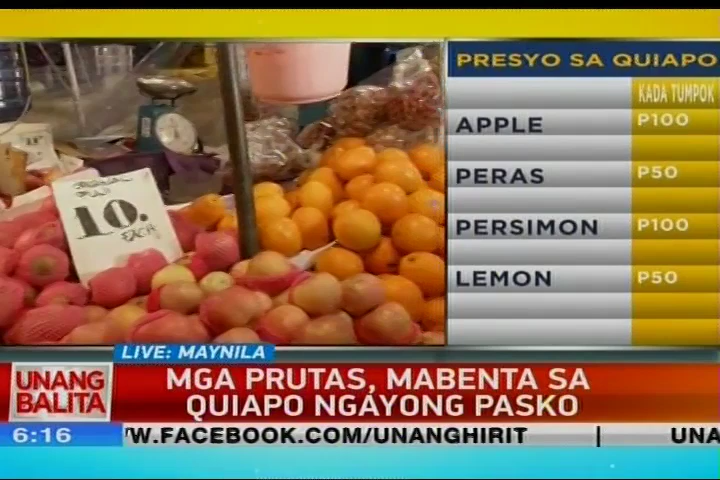 PRESYO SA QUIAPO
KADA TUMPOK
APPLE P100
PERAS P50
PERSIMON P100
LEMON P50
10.
EACH
LIVE: MAYNILA
UNANG
BALITA
MGA PRUTAS, MABENTA SA
QUIAPO NGAYONG PASKO
6:16
W.FACEBOOK.COM/UNANGHIRIT | UNA